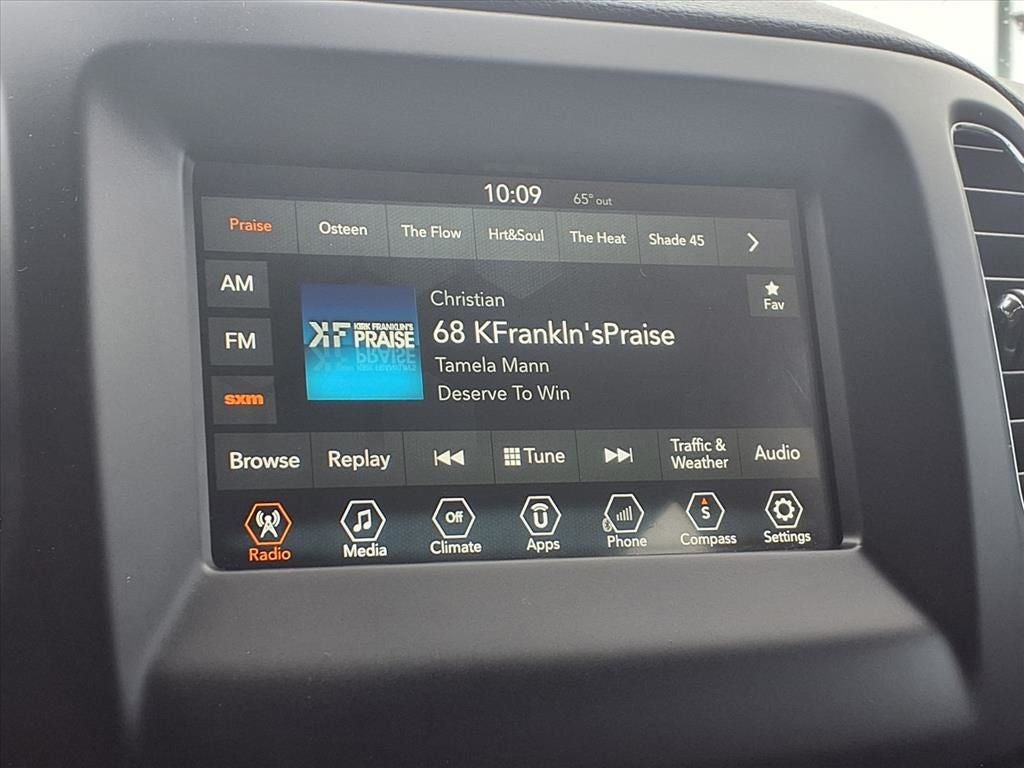 10:09 65° out
Praise Osteen The Flow Hrt&Soul The Heat Shade 45
AM
FM
sxm
KF KIRK FRANKLIN'S
PRAISE
Christian
68 KFrankln'sPraise
Tamela Mann
Deserve To Win
Fav
Browse Replay Tune Traffic &
Weather Audio
Off U S
Radio Media Climate Apps Phone Compass Settings